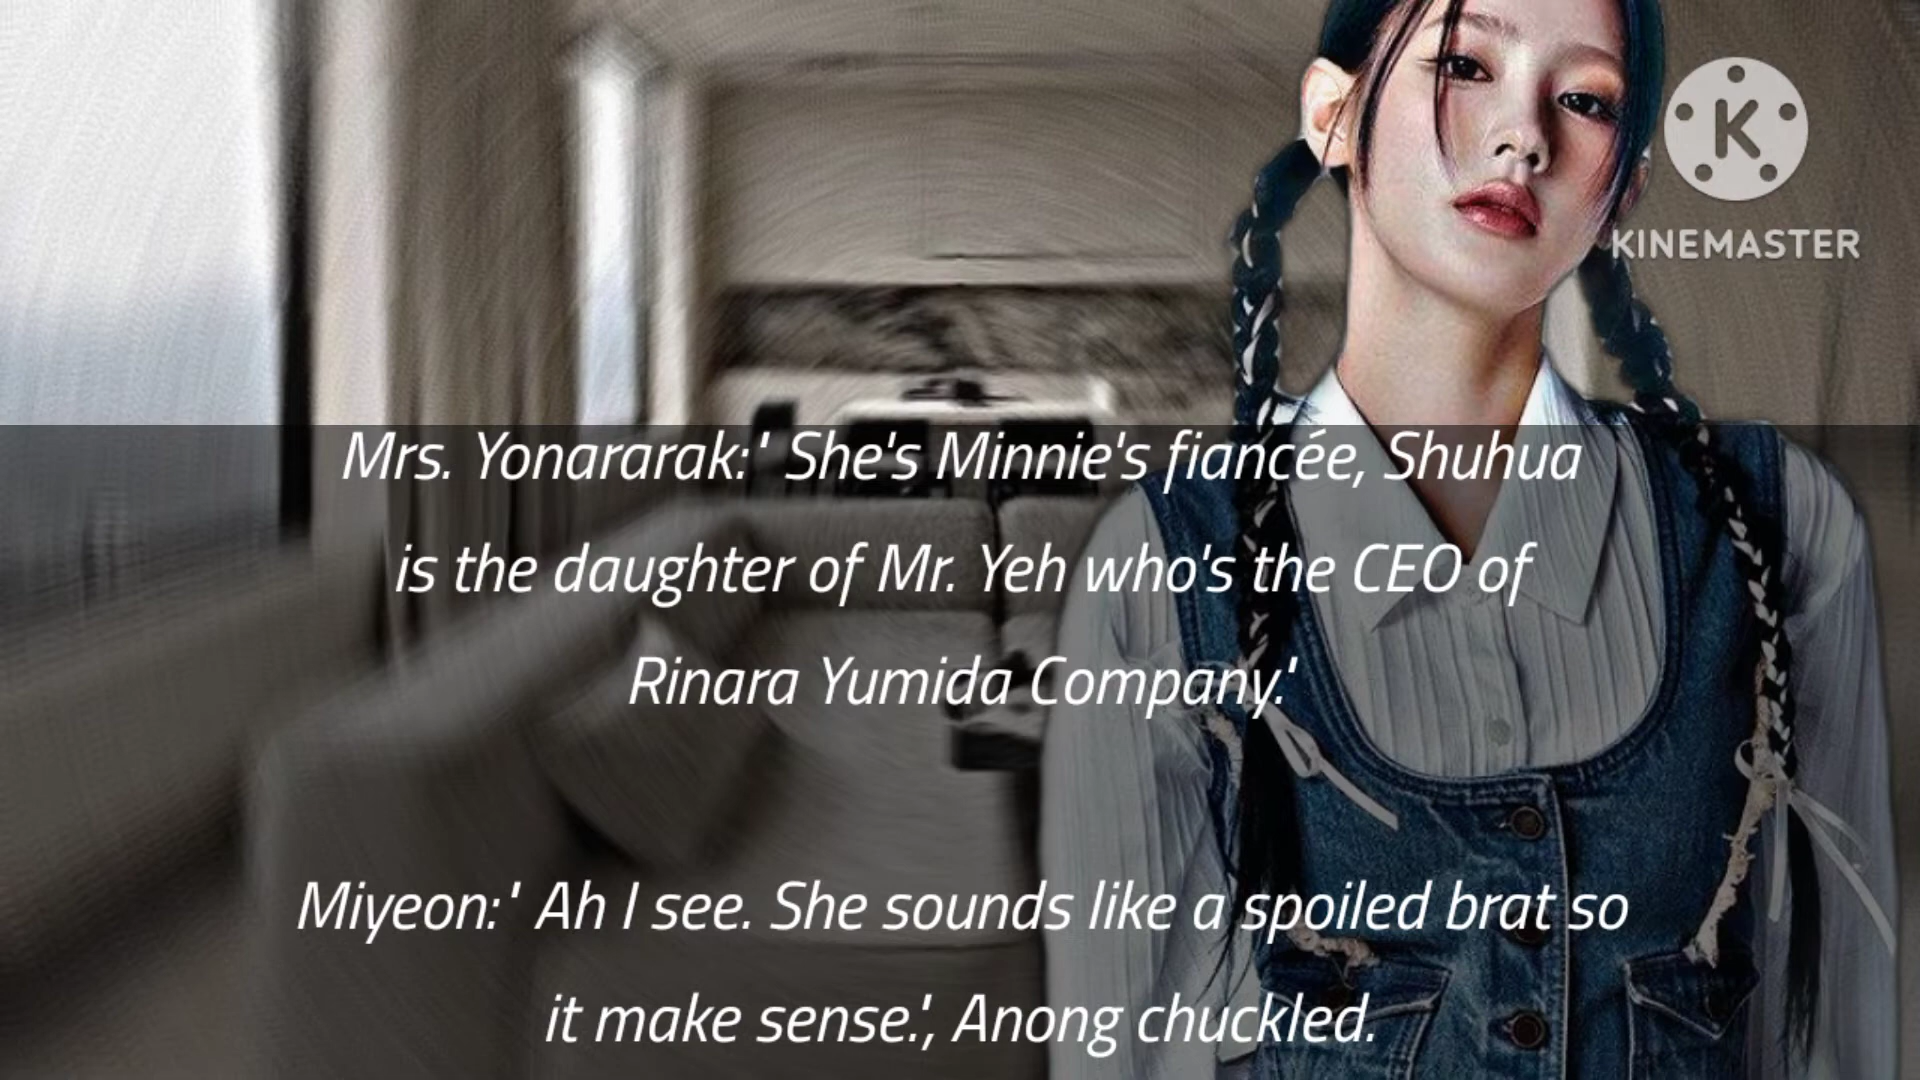 K
KINEMASTER
Mrs. Yonararak:' She's Minnie's fiancée, Shuhua
is the daughter of Mr. Yeh who's the CEO of
Rinara Yumida Company.'
Miyeon:' Ah I see. She sounds like a spoiled brat so
it make sense.', Anong chuckled.